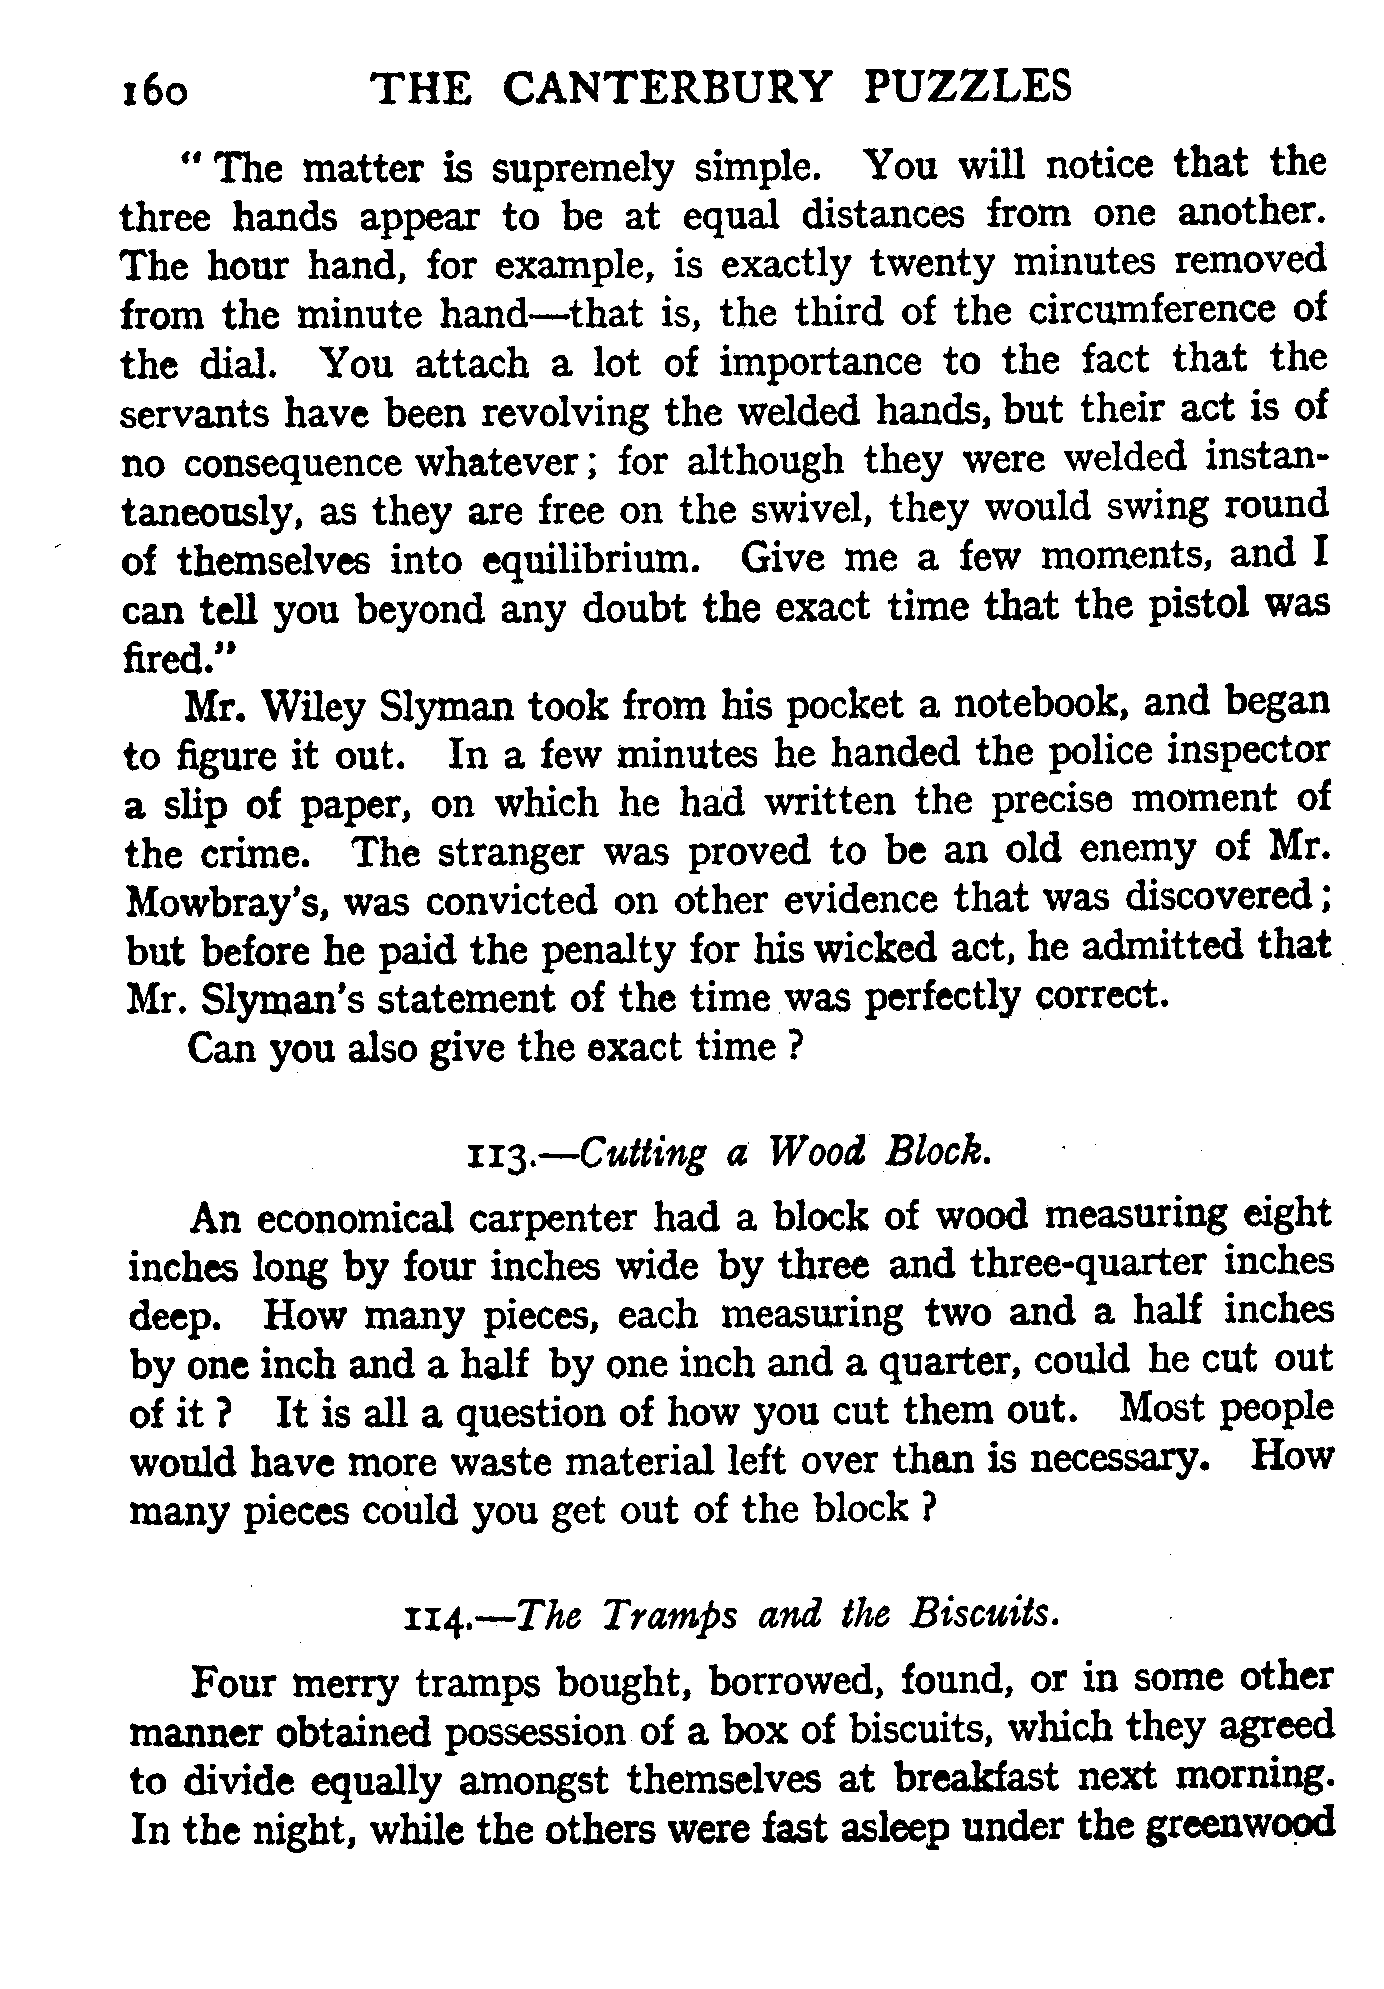 160 THE CANTERBURY PUZZLES
“ The matter is supremely simple. You will notice that the
three hands appear to be at equal distances from one another.
The hour hand, for example, is exactly twenty minutes removed
from the minute hand—that is, the third of the circumference of
the dial. You attach a lot of importance to the fact that the
servants have been revolving the welded hands, but their act is of
no consequence whatever ; for although they were welded instan-
taneously, as they are free on the swivel, they would swing round
of themselves into equilibrium. Give me a few moments, and I
can tell you beyond any doubt the exact time that the pistol was
fired.”
Mr. Wiley Slyman took from his pocket a notebook, and began
to figure it out. In a few minutes he handed the police inspector
a slip of paper, on which he had written the precise moment of
the crime. The stranger was proved to be an old enemy of Mr.
Mowbray's, was convicted on other evidence that was discovered ;
but before he paid the penalty for his wicked act, he admitted that
Mr. Slyman's statement of the time was perfectly correct.
Can you also give the exact time ?
113.—Cutting a Wood Block.
An economical carpenter had a block of wood measuring eight
inches long by four inches wide by three and three-quarter inches
deep. How many pieces, each measuring two and a half inches
by one inch and a half by one inch and a quarter, could he cut out
of it ? It is all a question of how you cut them out. Most people
would have more waste material left over than is necessary. How
many pieces could you get out of the block ?
114.—The Tramps and the Biscuits.
Four merry tramps bought, borrowed, found, or in some other
manner obtained possession of a box of biscuits, which they agreed
to divide equally amongst themselves at breakfast next morning.
In the night, while the others were fast asleep under the greenwood